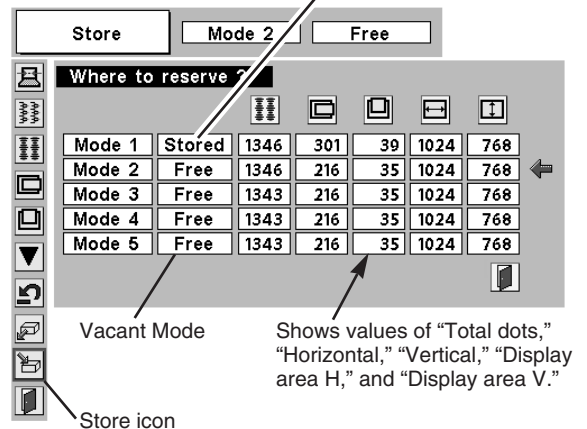 Store Mode 2 Free
Where to reserve ?
Mode 1 Stored 1346 301 39 1024 768
Mode 2 Free 1346 216 35 1024 768
Mode 3 Free 1343 216 35 1024 768
Mode 4 Free 1343 216 35 1024 768
Mode 5 Free 1343 216 35 1024 768
Vacant Mode
Shows values of “Total dots,”
“Horizontal,” “Vertical,” “Display
area H,” and “Display area V.”
Store icon